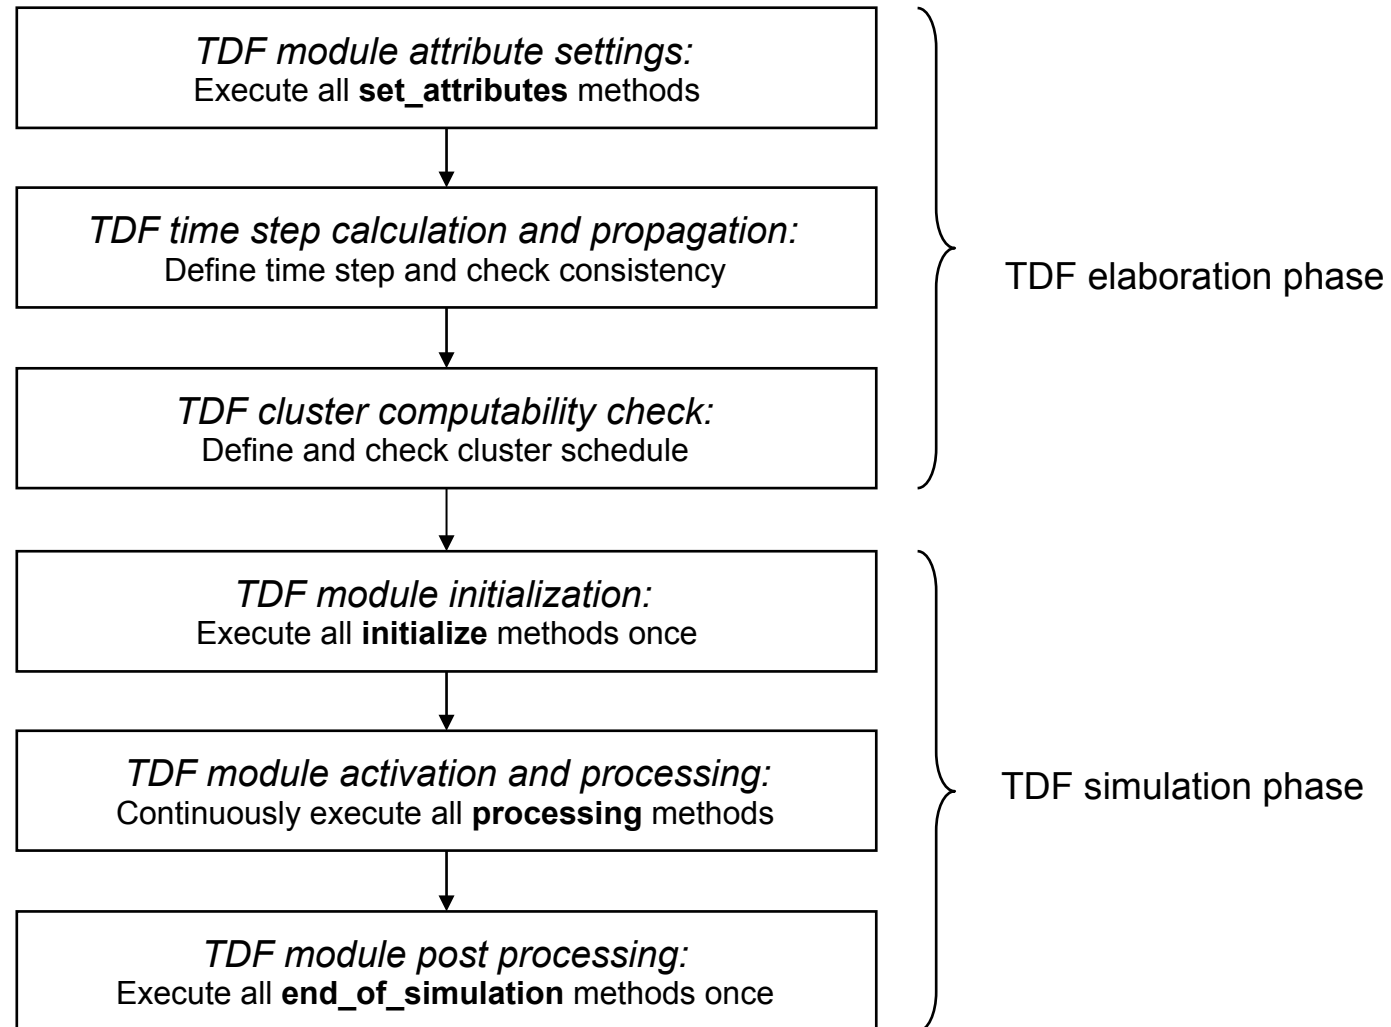 TDF module attribute settings:
Execute all set_attributes methods
TDF time step calculation and propagation:
Define time step and check consistency
TDF cluster computability check:
Define and check cluster schedule
TDF elaboration phase
TDF module initialization:
Execute all initialize methods once
TDF module activation and processing:
Continuously execute all processing methods
TDF module post processing:
Execute all end_of_simulation methods once
TDF simulation phase